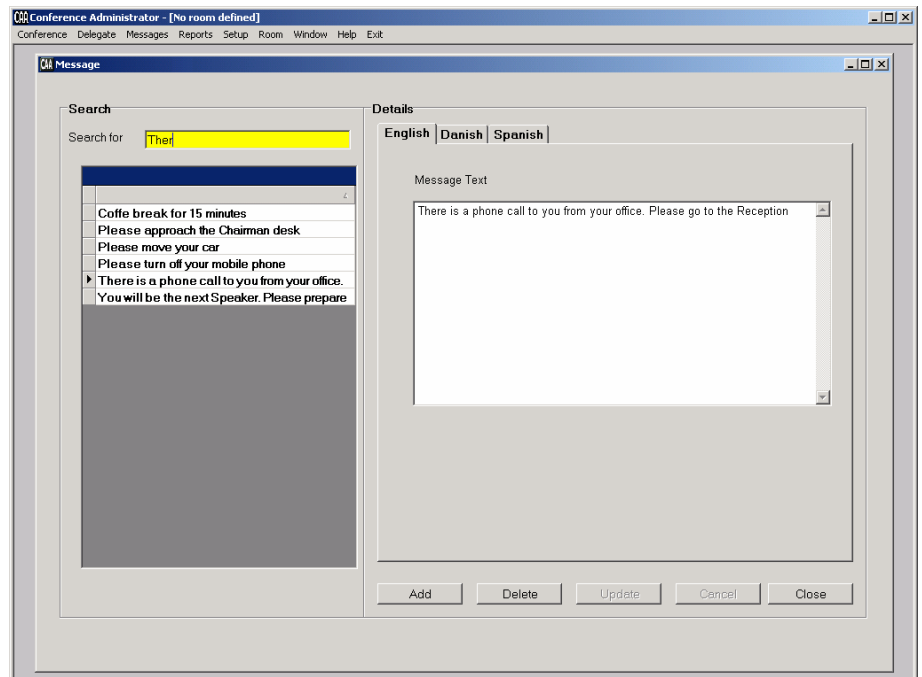 CAA Conference Administrator - [No room defined]
Conference Delegate Messages Reports Setup Room Window Help Exit
CAA Message
Search
Search for Ther
Coffe break for 15 minutes
Please approach the Chairman desk
Please move your car
Please turn off your mobile phone
There is a phone call to you from your office.
You will be the next Speaker. Please prepare
Details
English Danish Spanish
Message Text
There is a phone call to you from your office. Please go to the Reception
Add Delete Update Cancel Close